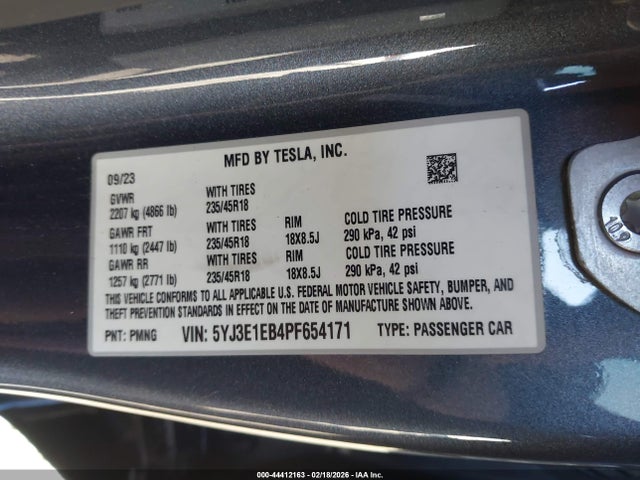 MFD BY TESLA, INC.
09/23
GVWR WITH TIRES
2207 kg (4866 lb) 235/45R18
GAWR FRT WITH TIRES RIM COLD TIRE PRESSURE
1110 kg (2447 lb) 235/45R18 18X8.5J 290 kPa, 42 psi
GAWR RR WITH TIRES RIM COLD TIRE PRESSURE
1257 kg (2771 lb) 235/45R18 18X8.5J 290 kPa, 42 psi
THIS VEHICLE CONFORMS TO ALL APPLICABLE U.S. FEDERAL MOTOR VEHICLE SAFETY, BUMPER, AND
THEFT PREVENTION STANDARDS IN EFFECT ON THE DATE OF MANUFACTURE SHOWN ABOVE.
PNT: PMNG VIN: 5YJ3E1EB4PF654171 TYPE: PASSENGER CAR
10.9
000-44412163 - 02/18/2026 - IAA Inc.